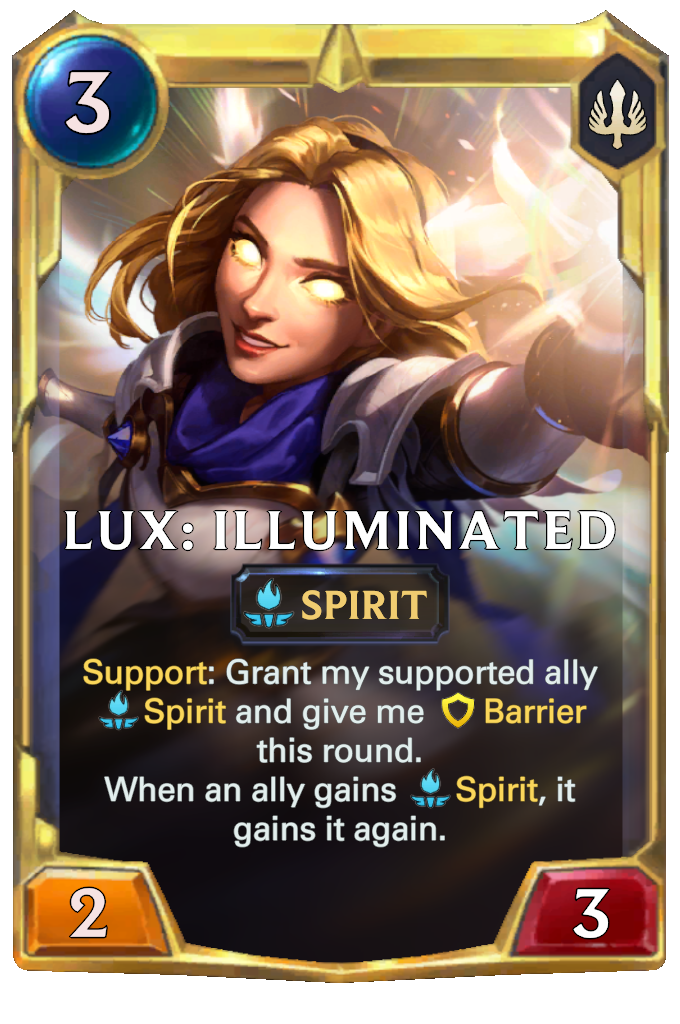 3
LUX: ILLUMINATED
SPIRIT
Support: Grant my supported ally
Spirit and give me Barrier
this round.
When an ally gains Spirit, it
gains it again.
2
3